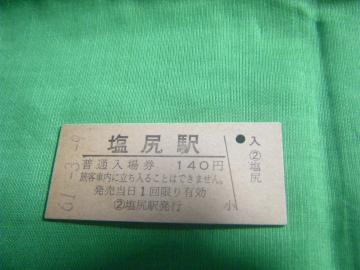 塩尻駅
普通入場券 140円
旅客車内に立ち入ることはできません。
発売当日1回限り有効
②塩尻駅発行
小
入
②
塩尻